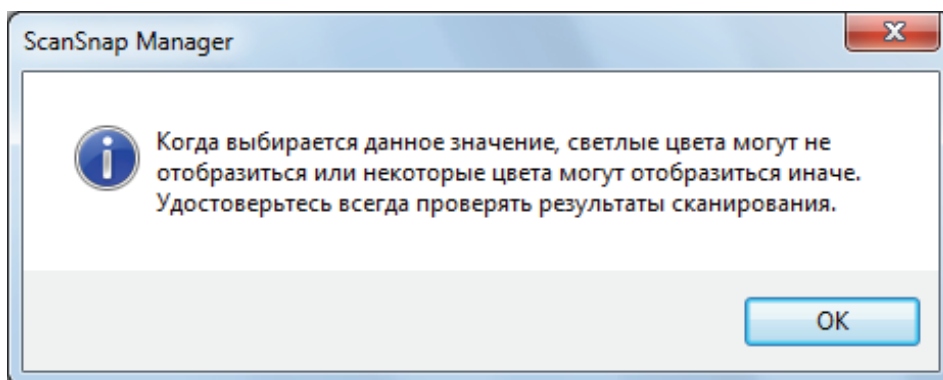 ScanSnap Manager
Когда выбирается данное значение, светлые цвета могут не
отобразиться или некоторые цвета могут отобразиться иначе.
Удостоверьтесь всегда проверять результаты сканирования.
OK